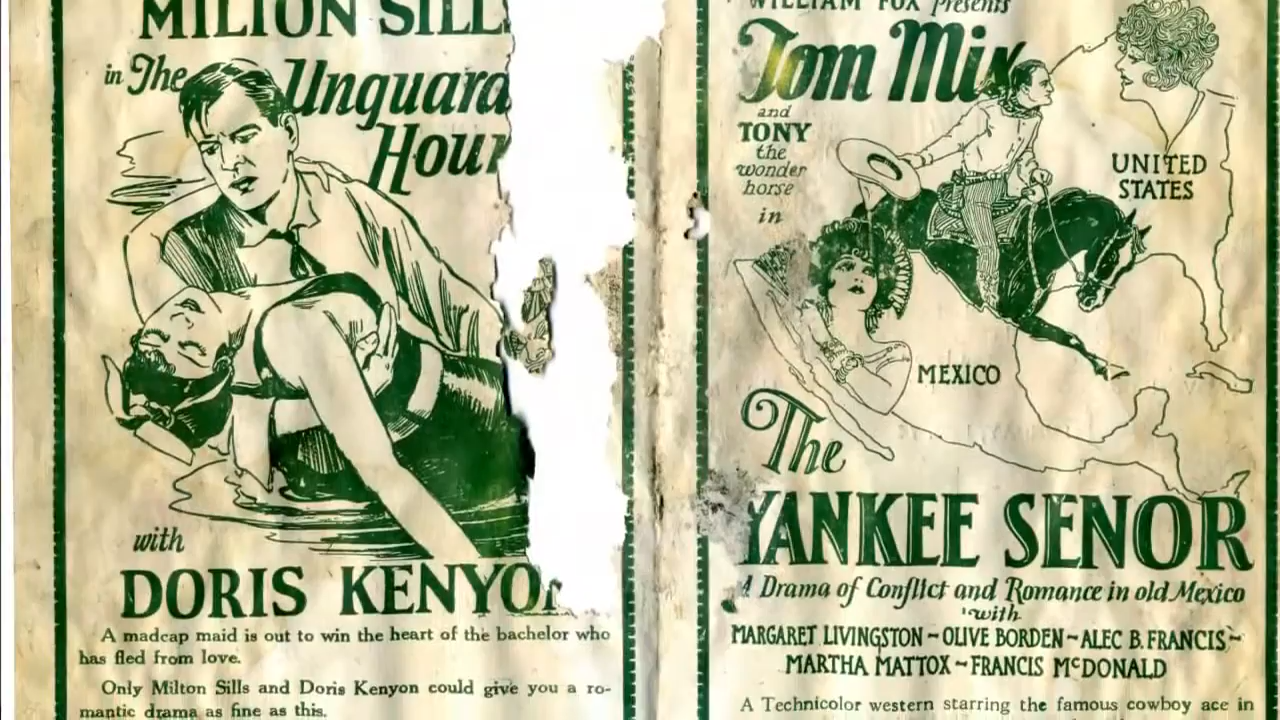 MILTON SILLS
in The
Unguard
Hour
with
DORIS KENYON
A madcap maid is out to win the heart of the bachelor who
has fled from love.
Only Milton Sills and Doris Kenyon could give you a ro-
mantic drama as fine as this.
WILLIAM FOX Presents
Tom Mix
and
TONY
the
wonder
horse
in
UNITED
STATES
MEXICO
The
YANKEE SENOR
A Drama of Conflict and Romance in old Mexico
with
MARGARET LIVINGSTON ~ OLIVE BORDEN ~ ALEC B. FRANCIS ~
MARTHA MATTOX ~ FRANCIS McDONALD
A Technicolor western starring the famous cowboy ace in